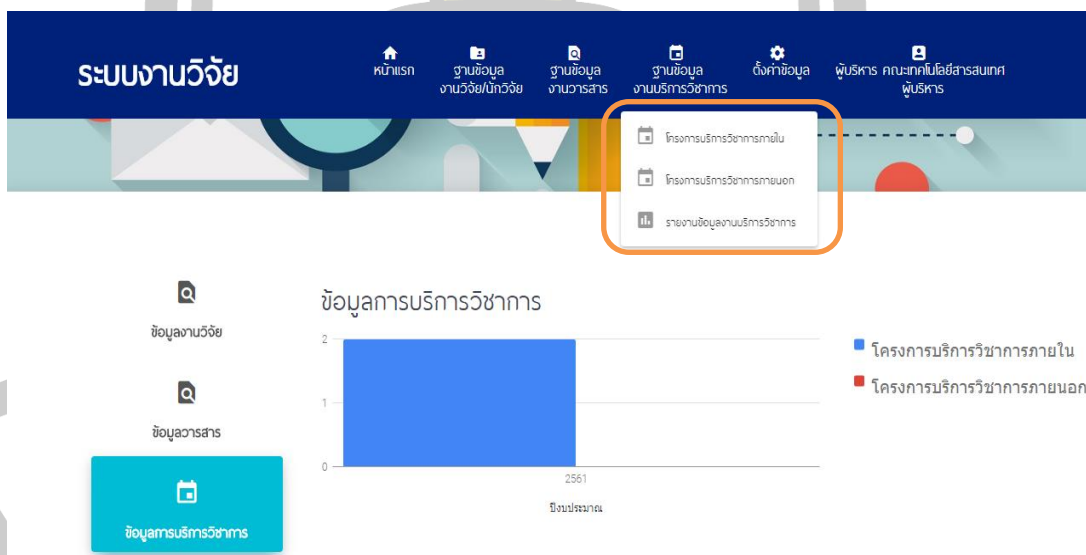 ระบบงานวิจัย
หน้าแรก
ฐานข้อมูล
งานวิจัย/นักวิจัย
ฐานข้อมูล
งานวารสาร
ฐานข้อมูล
งานบริการวิชาการ
ตั้งค่าข้อมูล
ผู้บริหาร คณะเทคโนโลยีสารสนเทศ
ผู้บริหาร
โครงการบริการวิชาการภายใน
โครงการบริการวิชาการภายนอก
รายงานข้อมูลงานบริการวิชาการ
ข้อมูลงานวิจัย
ข้อมูลวารสาร
ข้อมูลการบริการวิชาการ
ข้อมูลการบริการวิชาการ
2
1
0
2561
ปีงบประมาณ
โครงการบริการวิชาการภายใน
โครงการบริการวิชาการภายนอก